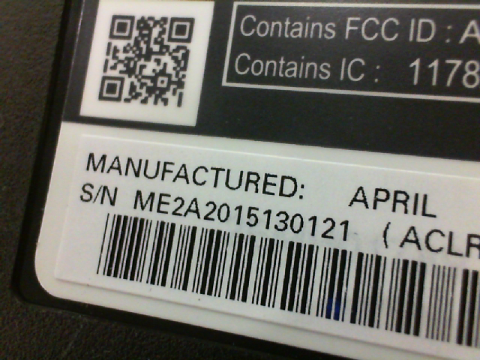 Contains FCC ID : A
Contains IC : 1178
MANUFACTURED: APRIL
S/N ME2A2015130121 ( ACLR